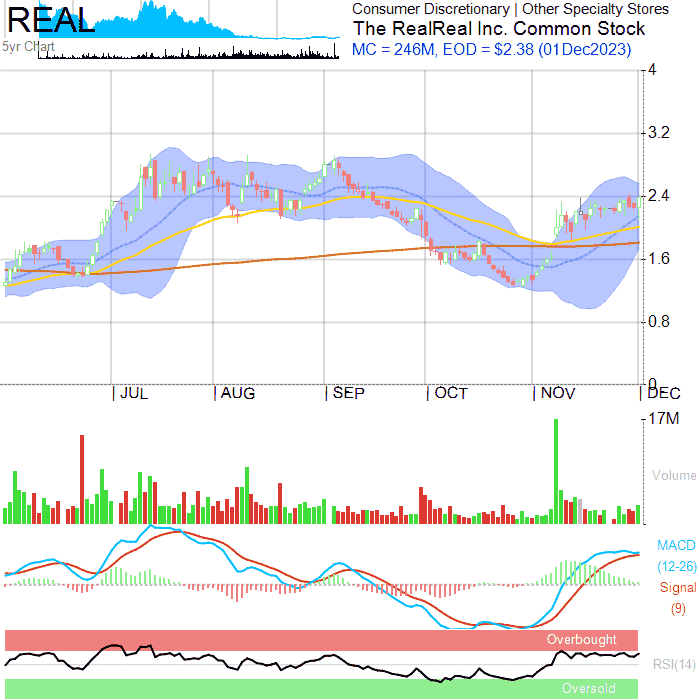 REAL
5yr Chart
Consumer Discretionary | Other Specialty Stores
The RealReal Inc. Common Stock
MC = 246M, EOD = $2.38 (01Dec2023)
4
3.2
2.4
1.6
0.8
0
| JUL | AUG | SEP | OCT | NOV | DEC
17M
Volume
MACD
(12-26)
Signal
(9)
Overbought
RSI(14)
Oversold